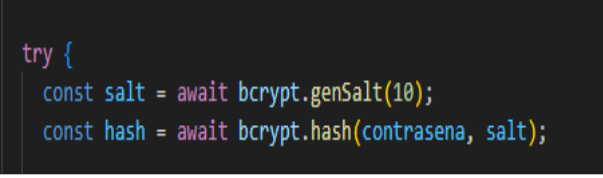 try {
const salt = await bcrypt.genSalt(10);
const hash = await bcrypt.hash(contrasena, salt);